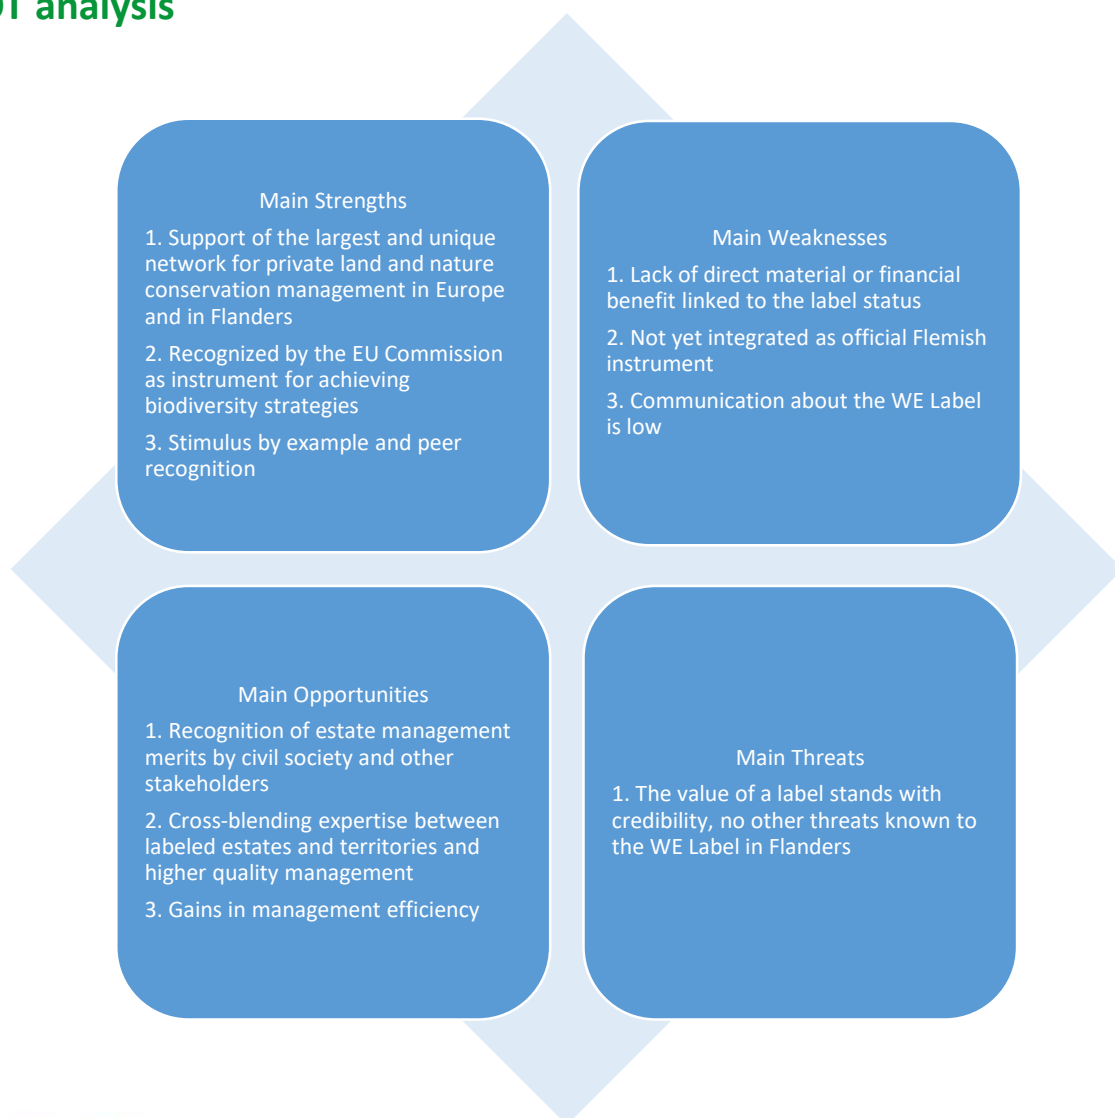 analysis
Main Strengths
1. Support of the largest and unique
network for private land and nature
conservation management in Europe
and in Flanders
2. Recognized by the EU Commission
as instrument for achieving
biodiversity strategies
3. Stimulus by example and peer
recognition
Main Weaknesses
1. Lack of direct material or financial
benefit linked to the label status
2. Not yet integrated as official Flemish
instrument
3. Communication about the WE Label
is low
Main Opportunities
1. Recognition of estate management
merits by civil society and other
stakeholders
2. Cross-blending expertise between
labeled estates and territories and
higher quality management
3. Gains in management efficiency
Main Threats
1. The value of a label stands with
credibility, no other threats known to
the WE Label in Flanders